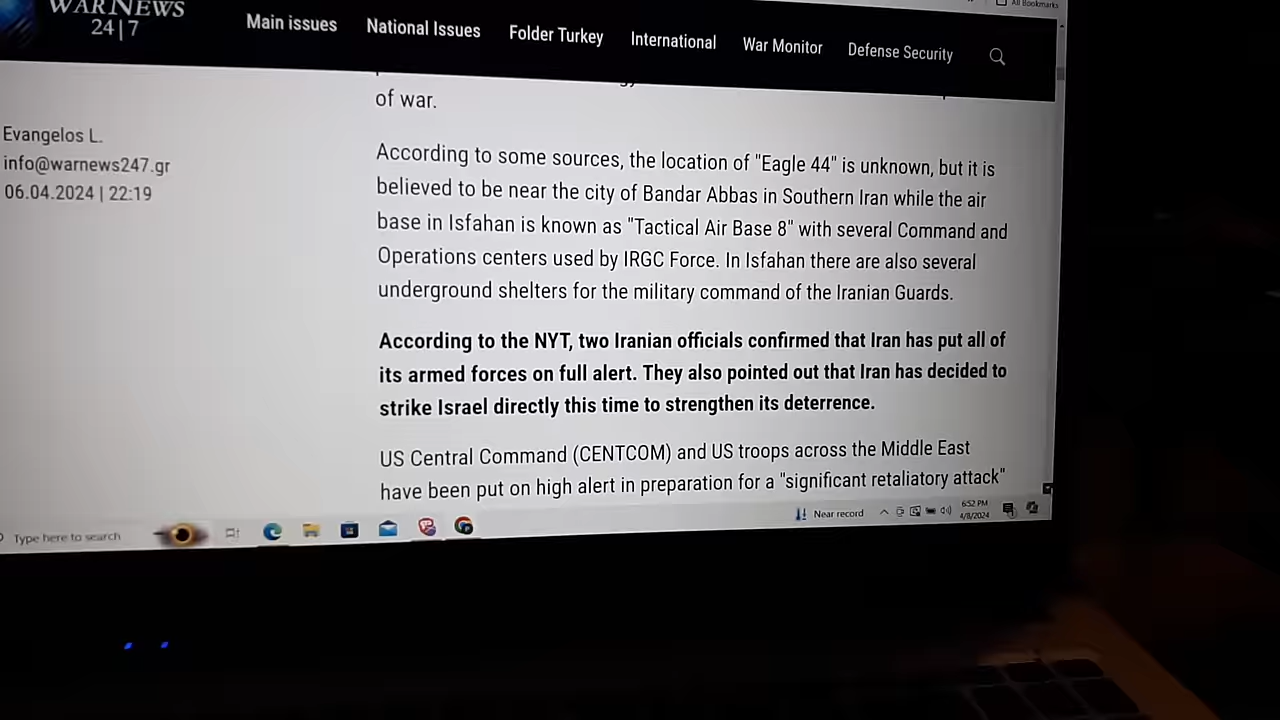 All Bookmarks
WARNEWS
24|7
Main issues
National Issues
Folder Turkey
International
War Monitor
Defense Security
of war.
Evangelos L.
info@warnews247.gr
06.04.2024 | 22:19
According to some sources, the location of "Eagle 44" is unknown, but it is
believed to be near the city of Bandar Abbas in Southern Iran while the air
base in Isfahan is known as "Tactical Air Base 8" with several Command and
Operations centers used by IRGC Force. In Isfahan there are also several
underground shelters for the military command of the Iranian Guards.
According to the NYT, two Iranian officials confirmed that Iran has put all of
its armed forces on full alert. They also pointed out that Iran has decided to
strike Israel directly this time to strengthen its deterrence.
US Central Command (CENTCOM) and US troops across the Middle East
have been put on high alert in preparation for a "significant retaliatory attack"
Type here to search
Near record
6:52 PM
4/8/2024